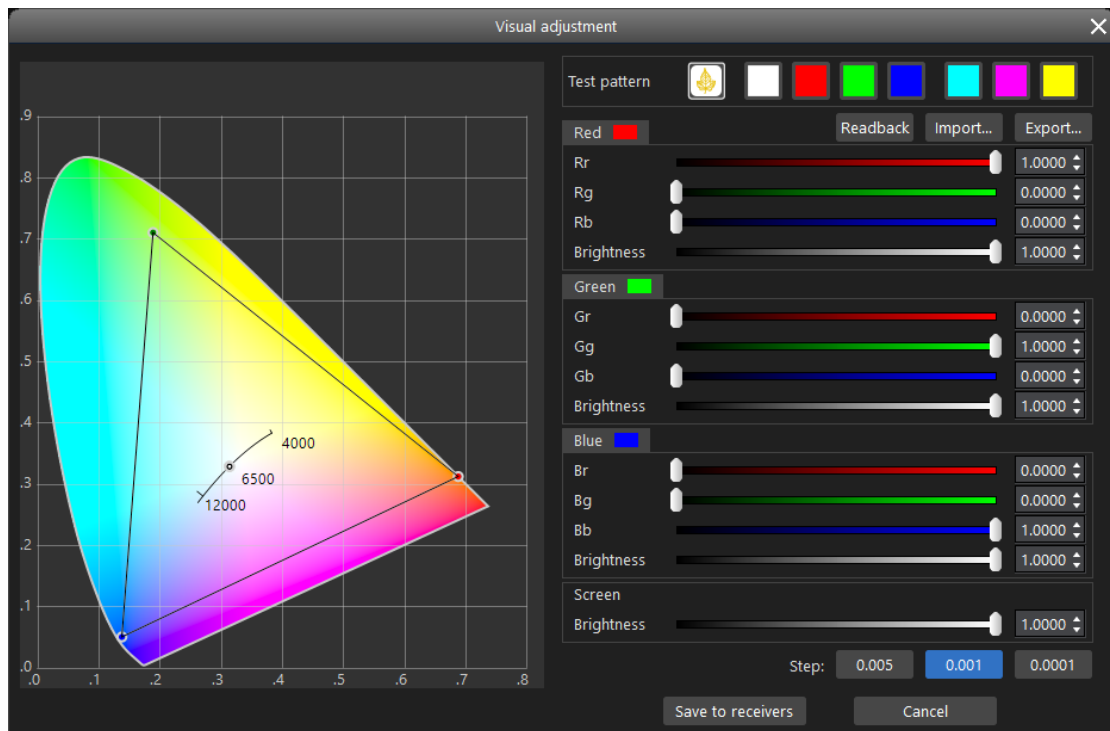 Visual adjustment
Test pattern
Red
Readback
Import...
Export...
Rr
1.0000
Rg
0.0000
Rb
0.0000
Brightness
1.0000
Green
Gr
0.0000
Gg
1.0000
Gb
0.0000
Brightness
1.0000
Blue
Br
0.0000
Bg
0.0000
Bb
1.0000
Brightness
1.0000
Screen
Brightness
1.0000
Step:
0.005
0.001
0.0001
Save to receivers
Cancel
.9
.8
.7
.6
.5
.4
.3
.2
.1
.0
4000
6500
12000
.0 .1 .2 .3 .4 .5 .6 .7 .8